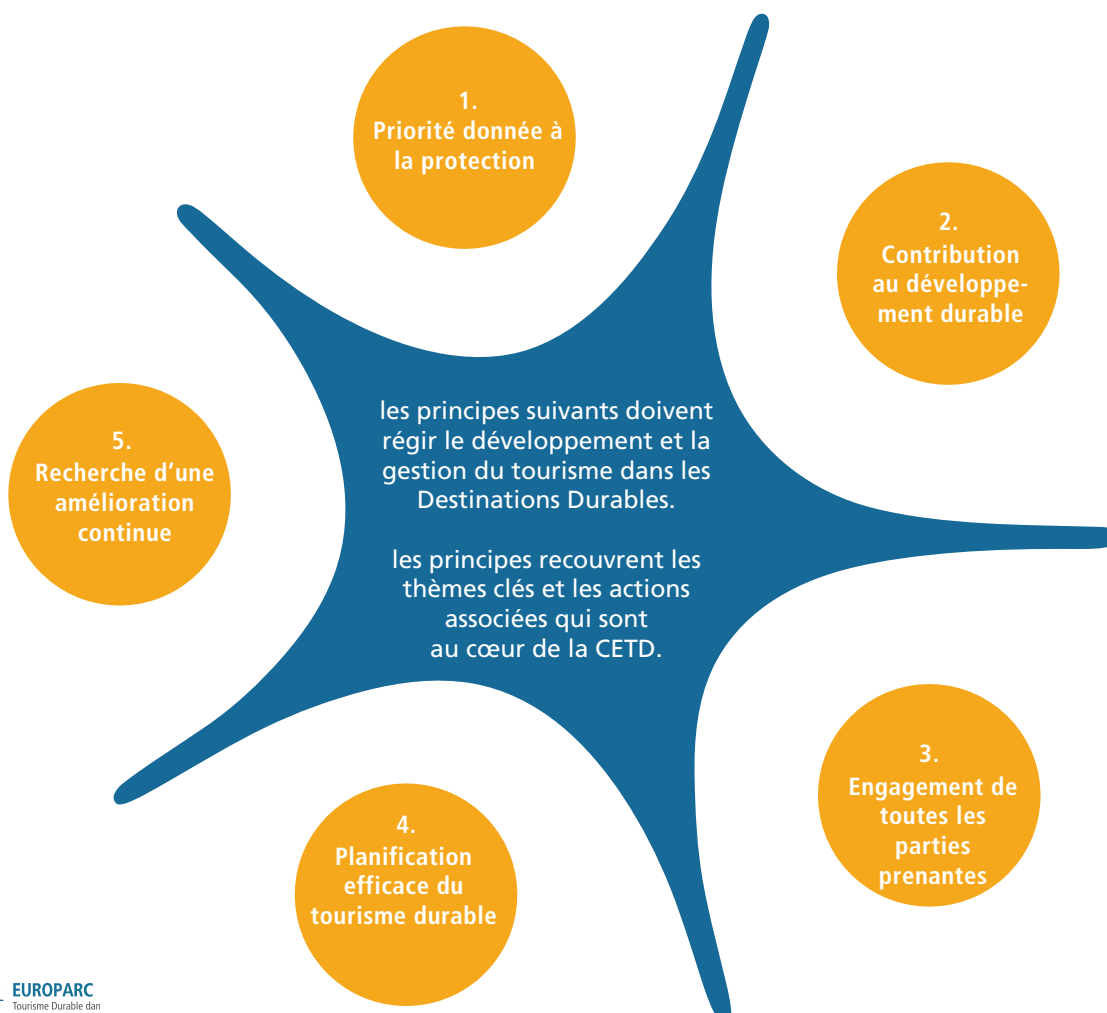 1.
Priorité donnée à
la protection
2.
Contribution
au développe-
ment durable
les principes suivants doivent
régir le développement et la
gestion du tourisme dans les
Destinations Durables.
les principes recouvrent les
thèmes clés et les actions
associées qui sont
au cœur de la CETD.
3.
Engagement de
toutes les
parties
prenantes
4.
Planification
efficace du
tourisme durable
5.
Recherche d’une
amélioration
continue
EUROPARC
Tourisme Durable dan